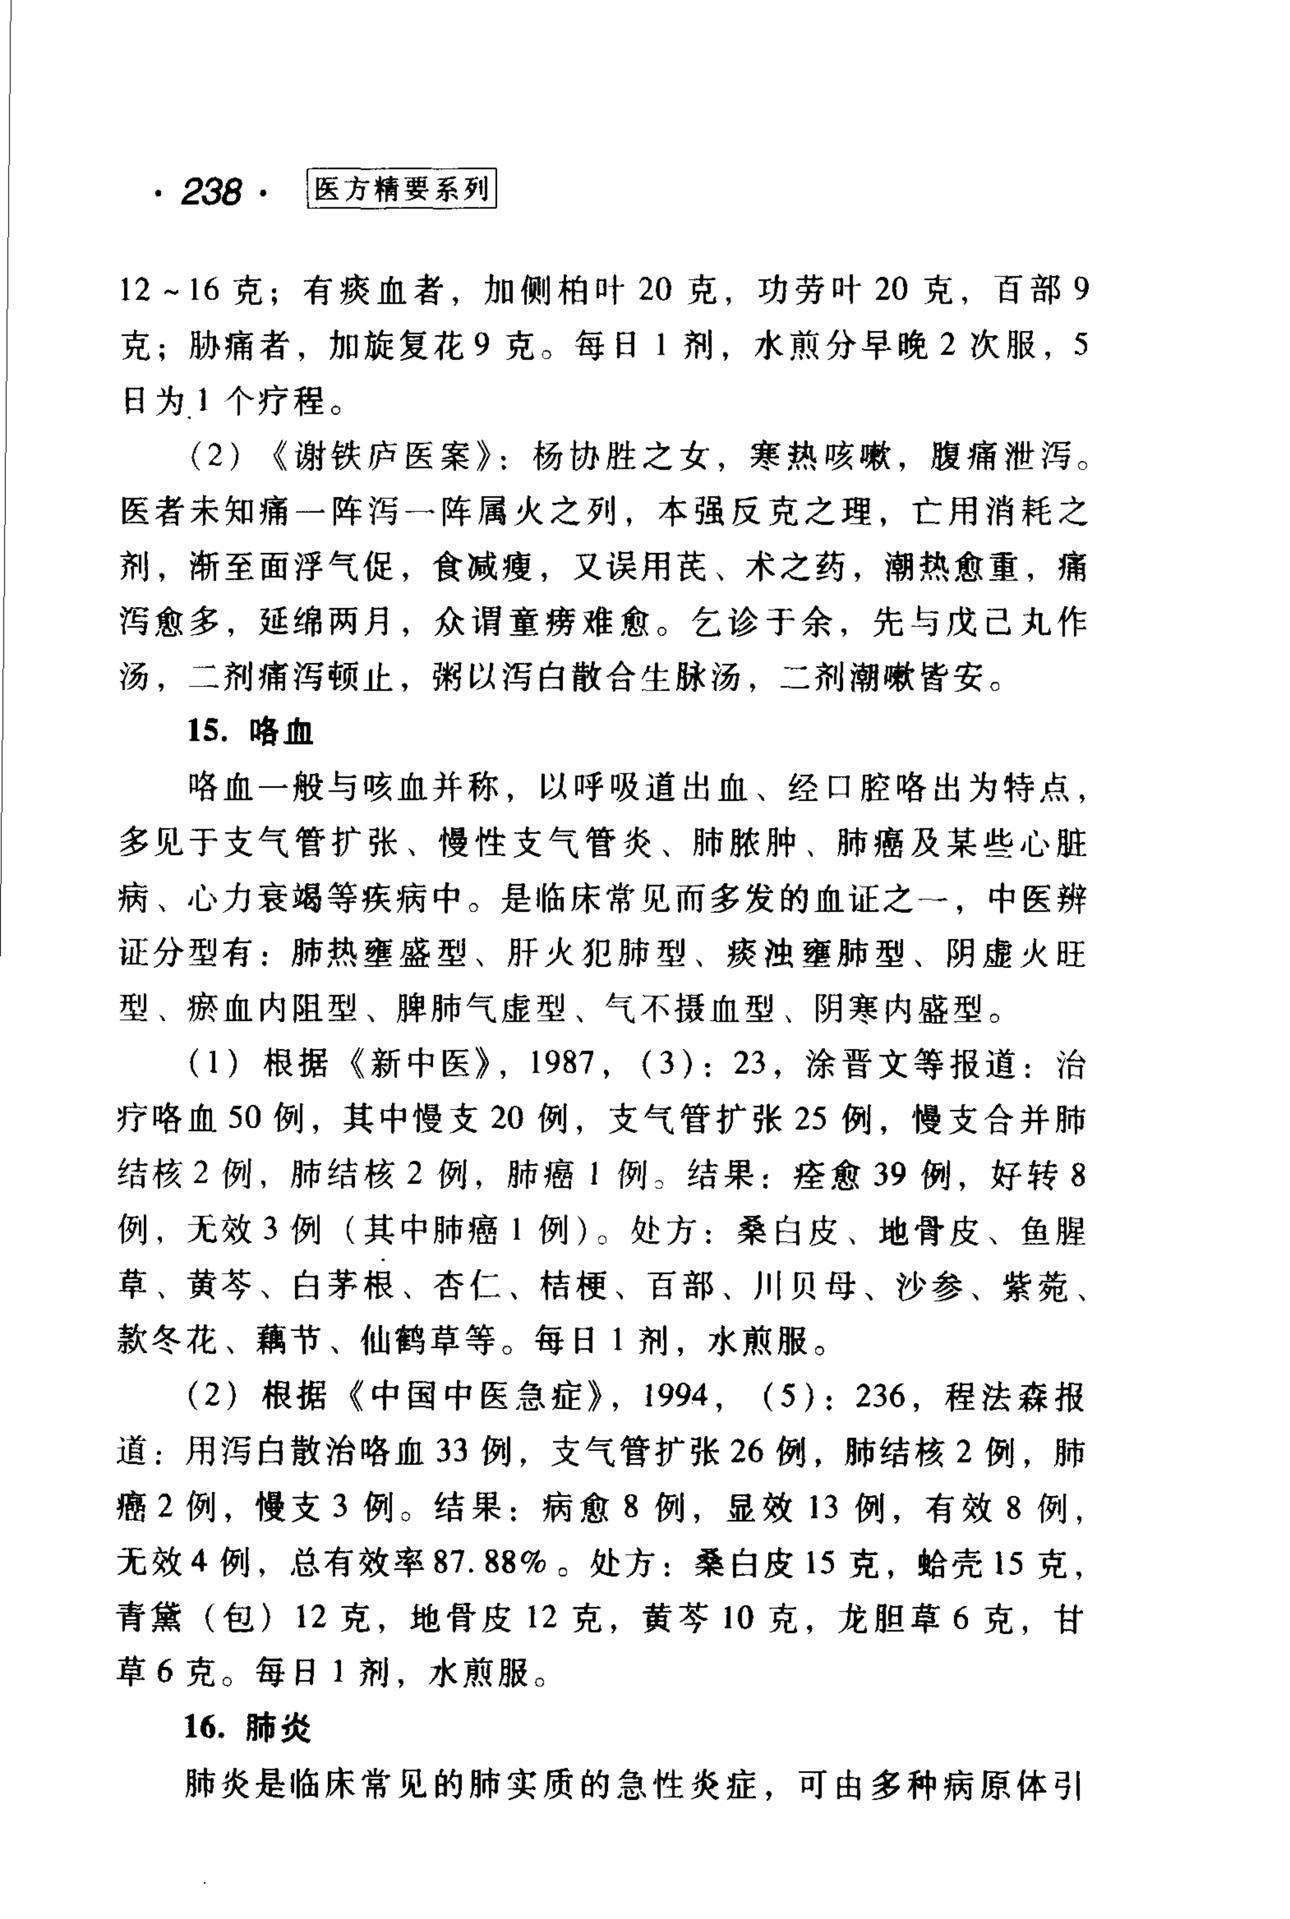 · 238 · 医方精要系列
12~16 克；有痰血者，加侧柏叶 20 克，功劳叶 20 克，百部 9
克；胁痛者，加旋复花 9 克。每日 1 剂，水煎分早晚 2 次服，5
日为 1 个疗程。
（2）《谢铁庐医案》：杨协胜之女，寒热咳嗽，腹痛泄泻。
医者未知痛一阵泻一阵属火之列，本强反克之理，亡用消耗之
剂，渐至面浮气促，食减瘦，又误用芪、术之药，潮热愈重，痛
泻愈多，延绵两月，众谓童痨难愈。乞诊于余，先与戊己丸作
汤，二剂痛泻顿止，粥以泻白散合生脉汤，二剂潮嗽皆安。
15. 咯血
咯血一般与咳血并称，以呼吸道出血、经口腔咯出为特点，
多见于支气管扩张、慢性支气管炎、肺脓肿、肺癌及某些心脏
病、心力衰竭等疾病中。是临床常见而多发的血证之一，中医辨
证分型有：肺热壅盛型、肝火犯肺型、痰浊壅肺型、阴虚火旺
型、瘀血内阻型、脾肺气虚型、气不摄血型、阴寒内盛型。
（1）根据《新中医》，1987，（3）：23，涂晋文等报道：治
疗咯血 50 例，其中慢支 20 例，支气管扩张 25 例，慢支合并肺
结核 2 例，肺结核 2 例，肺癌 1 例。结果：痊愈 39 例，好转 8
例，无效 3 例（其中肺癌 1 例）。处方：桑白皮、地骨皮、鱼腥
草、黄芩、白茅根、杏仁、桔梗、百部、川贝母、沙参、紫菀、
款冬花、藕节、仙鹤草等。每日 1 剂，水煎服。
（2）根据《中国中医急症》，1994，（5）：236，程法森报
道：用泻白散治咯血 33 例，支气管扩张 26 例，肺结核 2 例，肺
癌 2 例，慢支 3 例。结果：病愈 8 例，显效 13 例，有效 8 例，
无效 4 例，总有效率 87.88%。处方：桑白皮 15 克，蛤壳 15 克，
青黛（包）12 克，地骨皮 12 克，黄芩 10 克，龙胆草 6 克，甘
草 6 克。每日 1 剂，水煎服。
16. 肺炎
肺炎是临床常见的肺实质的急性炎症，可由多种病原体引